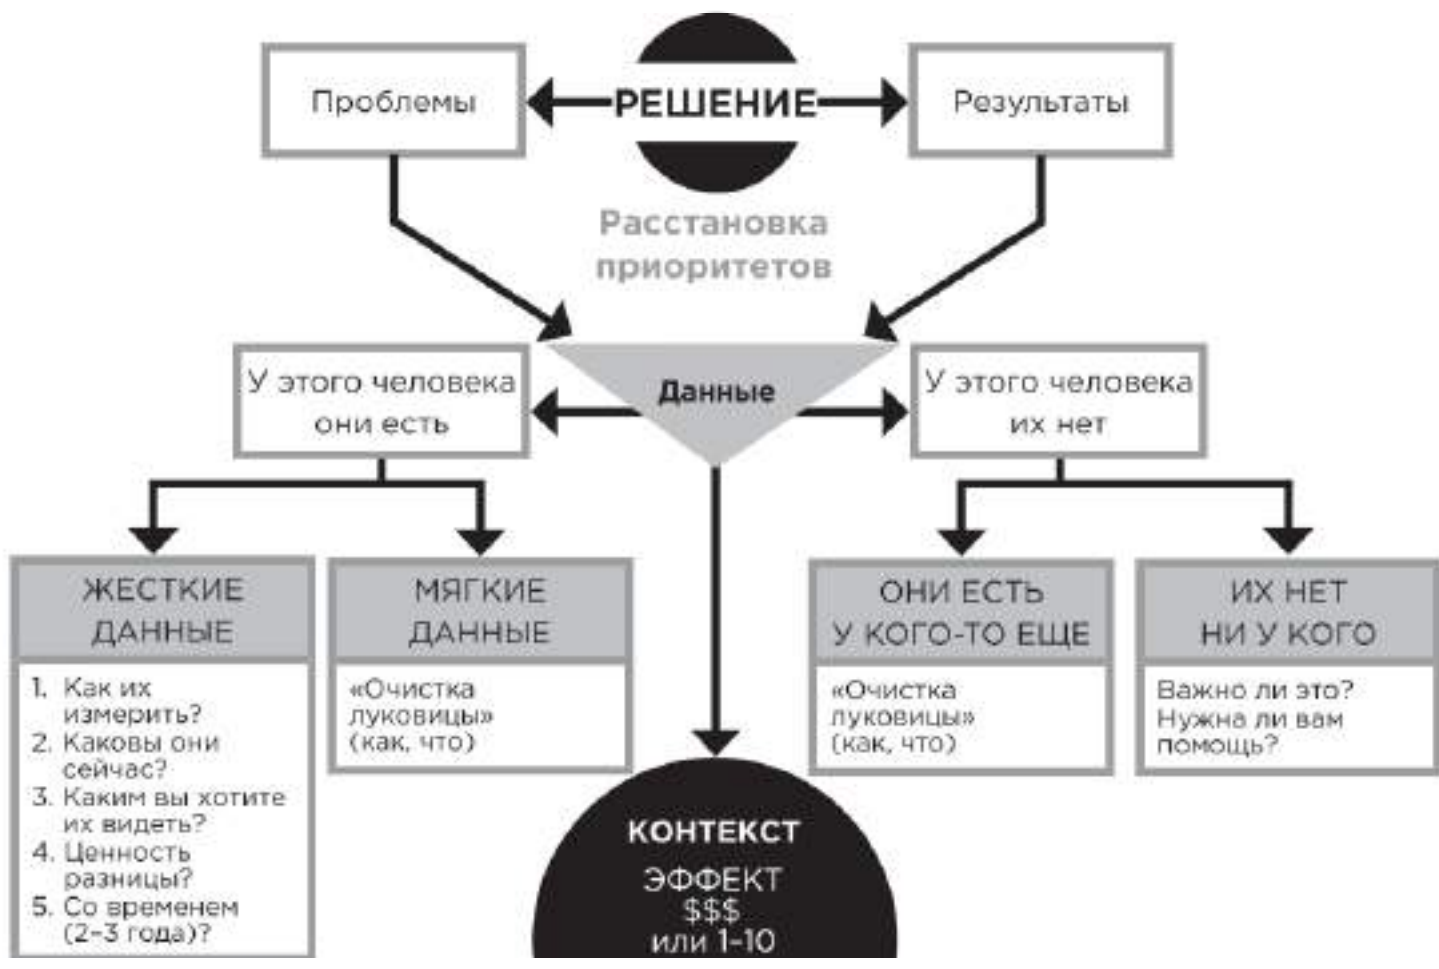 Проблемы
РЕШЕНИЕ
Результаты
Расстановка
приоритетов
У этого человека
они есть
Данные
У этого человека
их нет
ЖЕСТКИЕ
ДАННЫЕ
1. Как их
измерить?
2. Каковы они
сейчас?
3. Каким вы хотите
их видеть?
4. Ценность
разницы?
5. Со временем
(2–3 года)?
МЯГКИЕ
ДАННЫЕ
«Очистка
луковицы»
(как, что)
ОНИ ЕСТЬ
У КОГО-ТО ЕЩЕ
«Очистка
луковицы»
(как, что)
ИХ НЕТ
НИ У КОГО
Важно ли это?
Нужна ли вам
помощь?
КОНТЕКСТ
ЭФФЕКТ
$$$
или 1–10